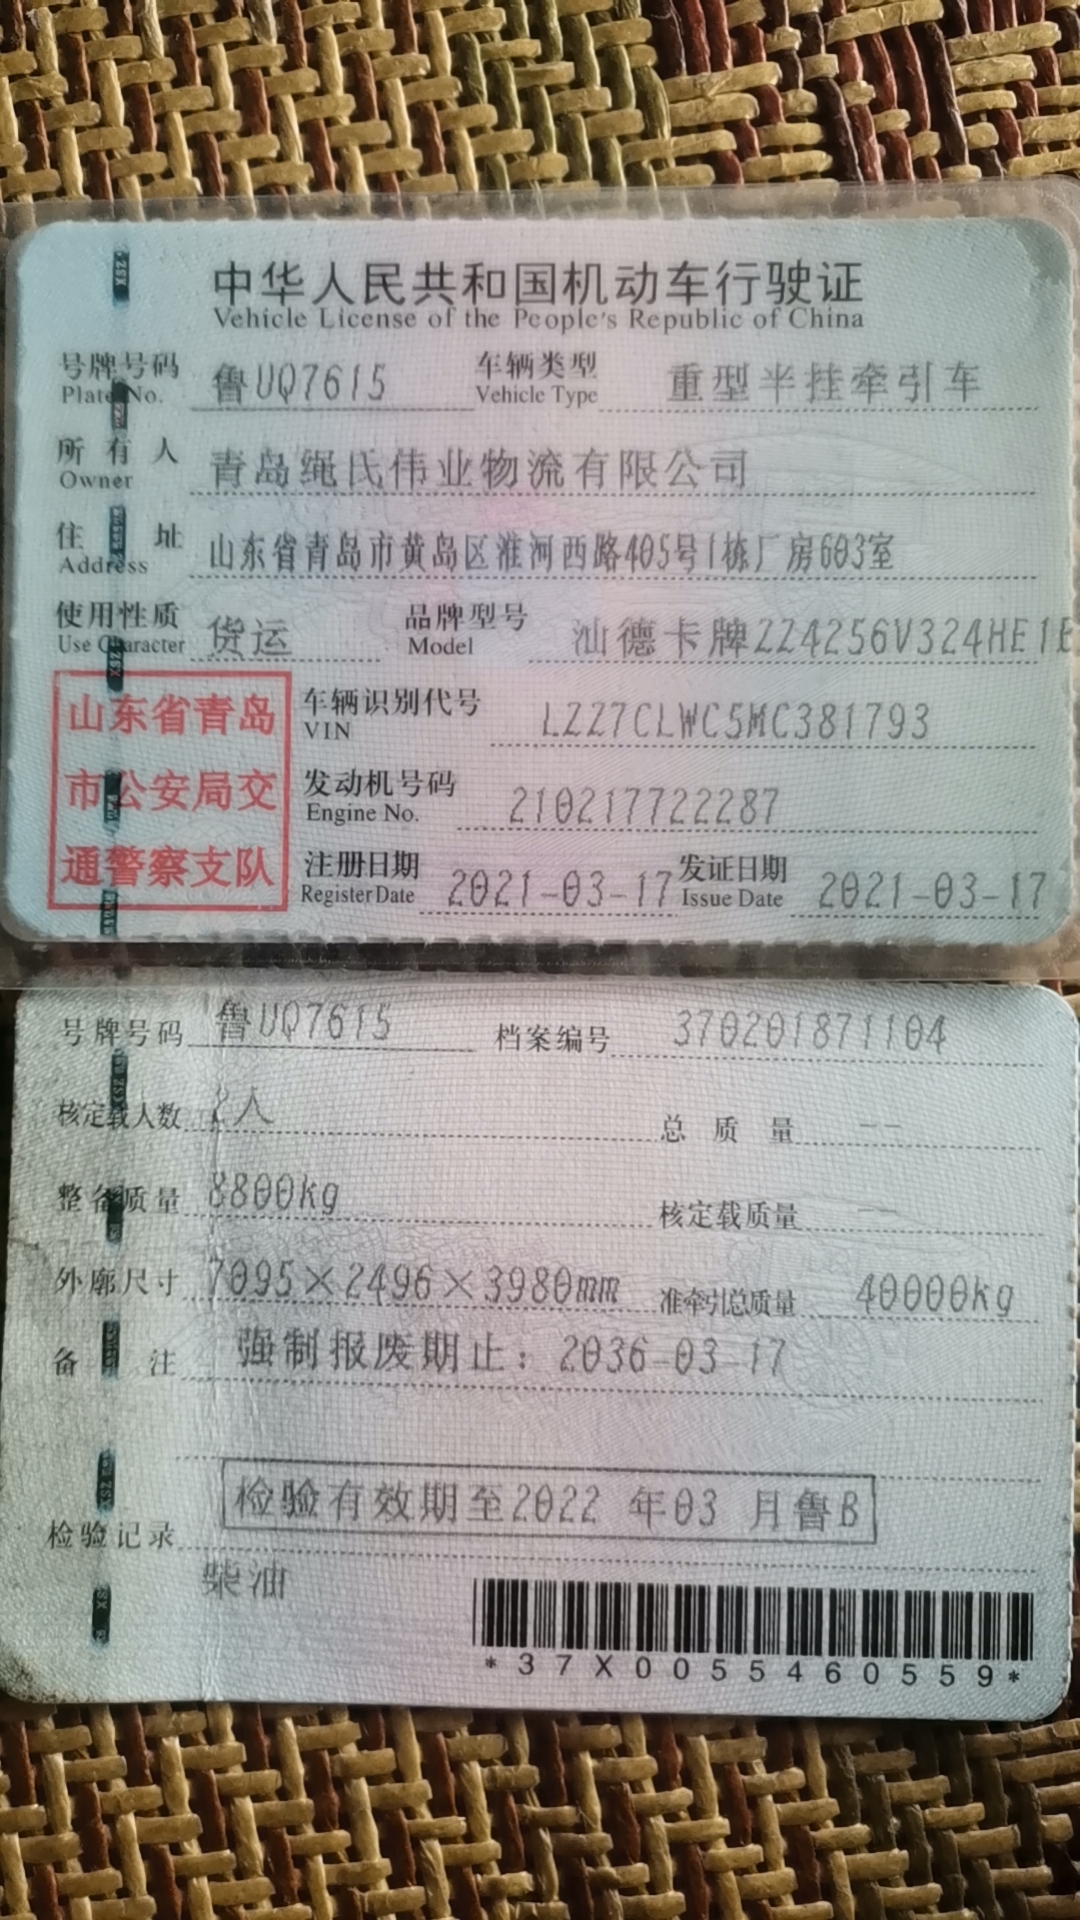 中华人民共和国机动车行驶证
Vehicle License of the People's Republic of China
号牌号码 鲁UQ7615 车辆类型 重型半挂牵引车
Plate No. Vehicle Type
所有人 青岛绳氏伟业物流有限公司
Owner
住址 山东省青岛市黄岛区淮河西路405号1栋厂房603室
Address
使用性质 货运 品牌型号 汕德卡牌ZZ4256V324HE1B
Use Character Model
山东省青岛
市公安局交
通警察支队
车辆识别代号 LZZ7CLWC5MC381793
VIN
发动机号码 210217722287
Engine No.
注册日期 2021-03-17 发证日期 2021-03-17
Register Date Issue Date
号牌号码 鲁UQ7615 档案编号 370201871104
核定载人数 2人 总质量 --
整备质量 8800kg 核定载质量 --
外廓尺寸 7095×2496×3980mm 准牵引总质量 40000kg
备注 强制报废期止：2036-03-17
检验有效期至2022 年03 月鲁B
检验记录
柴油
*37X0055460559*